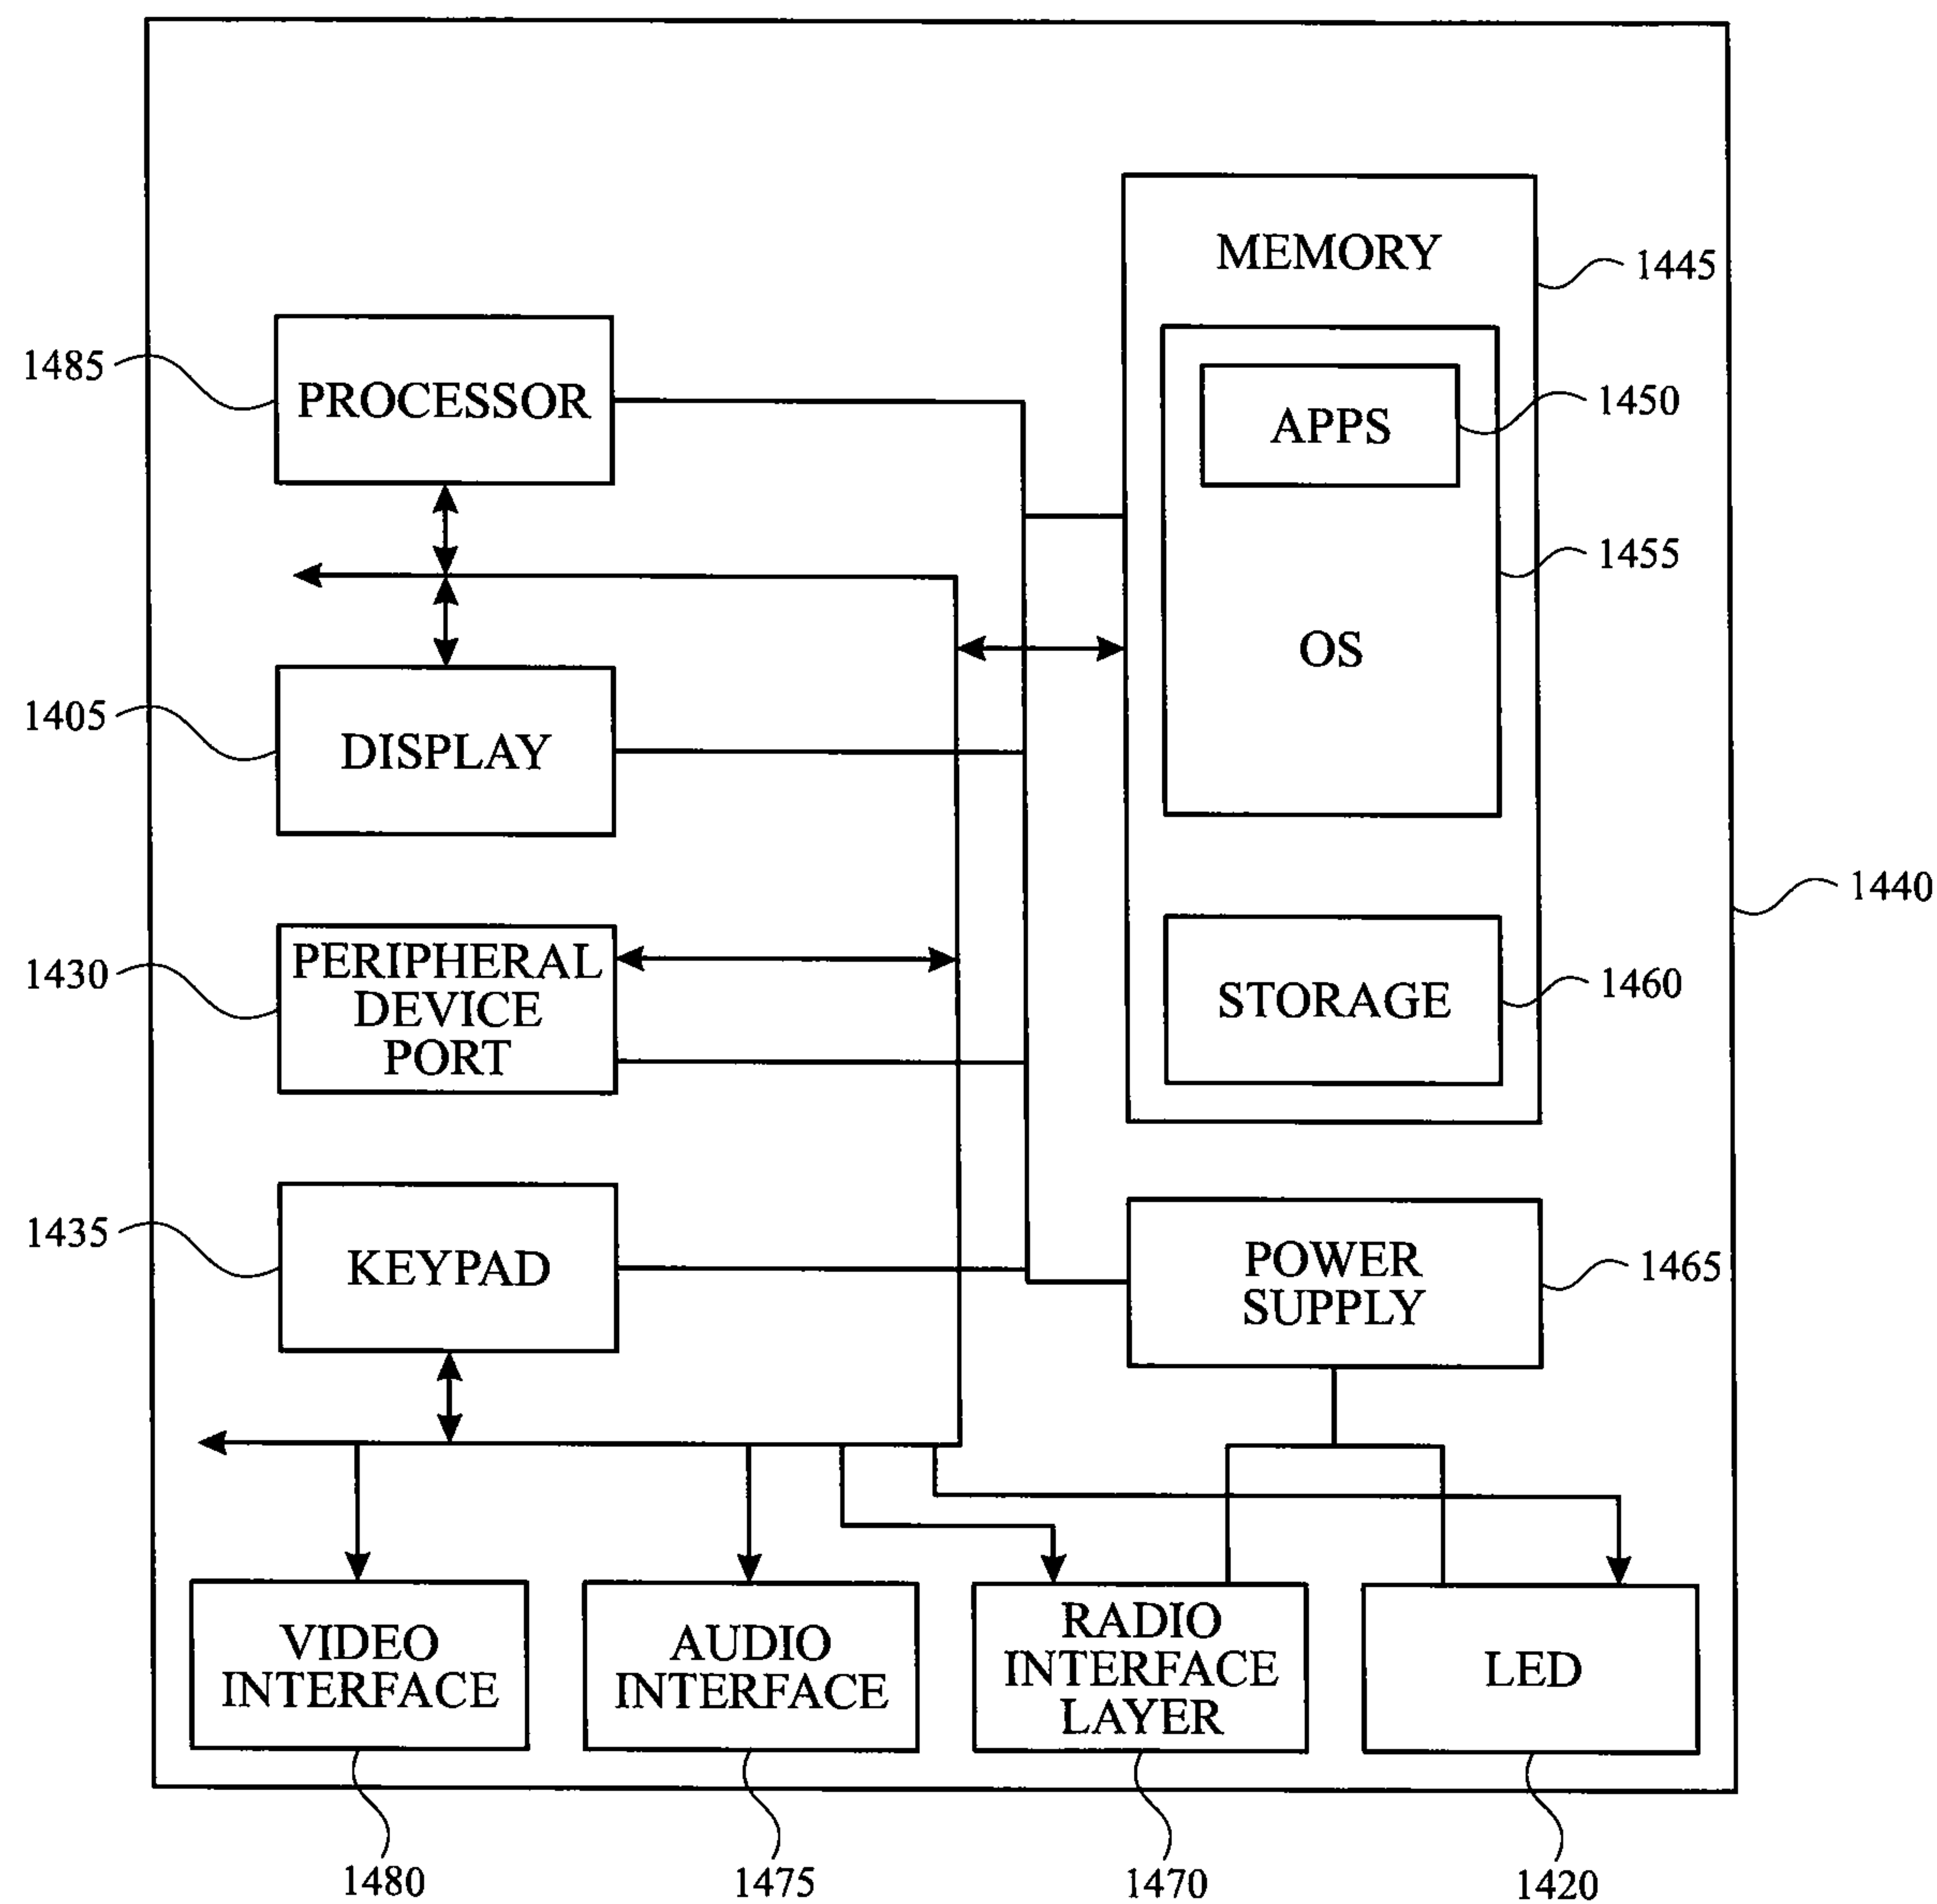 MEMORY
1445
1485
PROCESSOR
APPS
1450
1455
OS
1405
DISPLAY
1440
1430
PERIPHERAL
DEVICE
PORT
STORAGE
1460
1435
KEYPAD
POWER
SUPPLY
1465
VIDEO
INTERFACE
AUDIO
INTERFACE
RADIO
INTERFACE
LAYER
LED
1480
1475
1470
1420